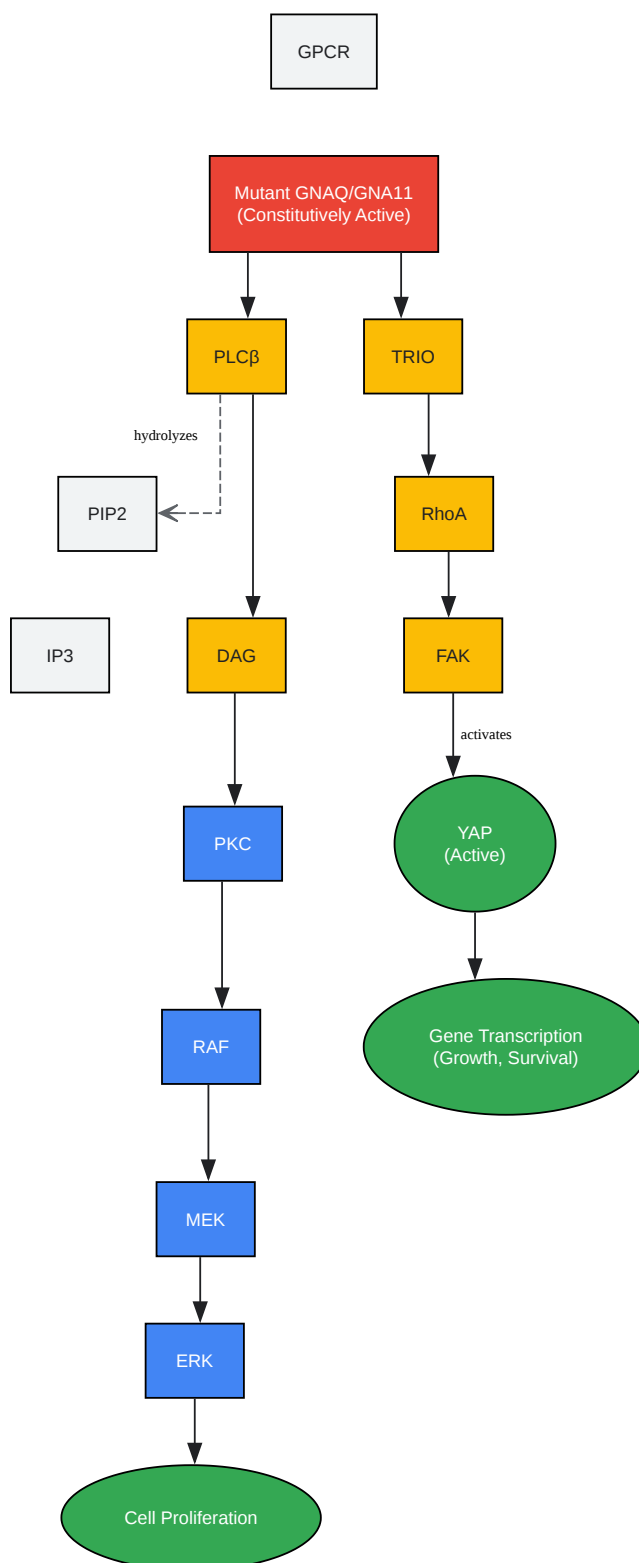 GPCR
Mutant GNAQ/GNA11
(Constitutively Active)
PLCβ
TRIO
hydrolyzes
PIP2
RhoA
IP3
DAG
FAK
activates
PKC
YAP
(Active)
RAF
Gene Transcription
(Growth, Survival)
MEK
ERK
Cell Proliferation